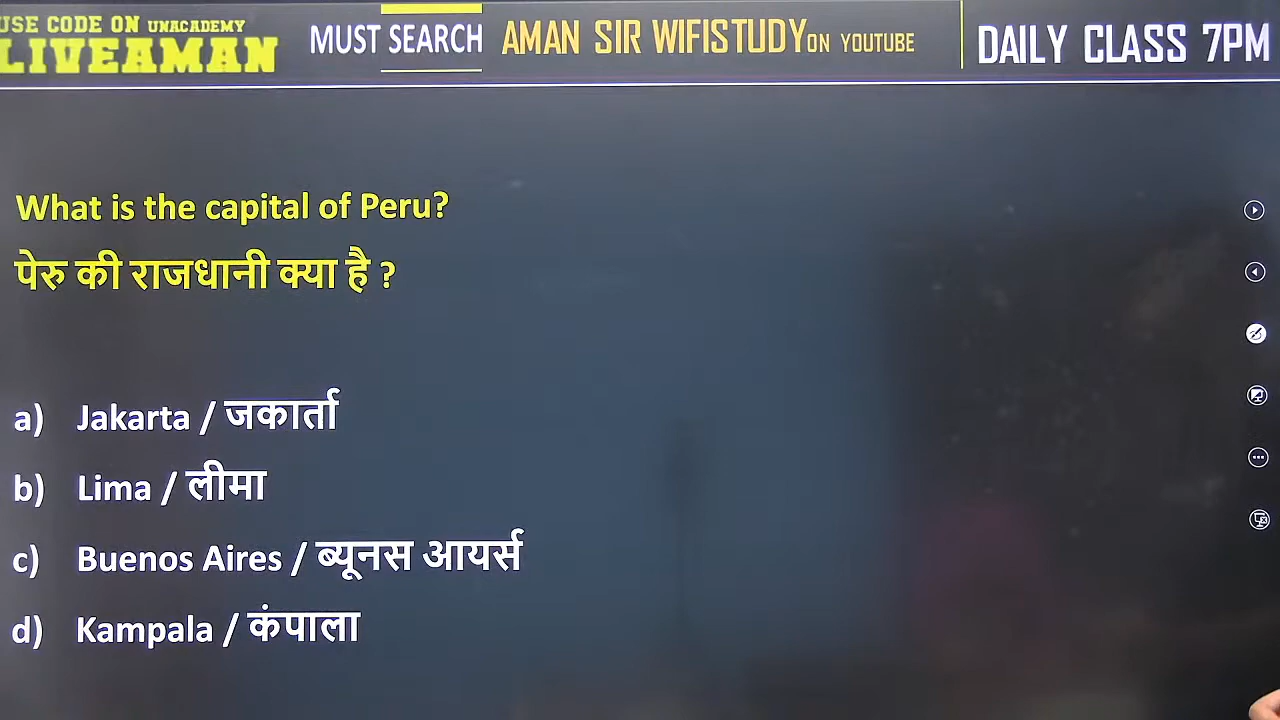 USE CODE ON UNACADEMY
LIVEAMAN
MUST SEARCH AMAN SIR WIFISTUDY ON YOUTUBE
DAILY CLASS 7PM
What is the capital of Peru?
पेरु की राजधानी क्या है ?
a) Jakarta / जकार्ता
b) Lima / लीमा
c) Buenos Aires / ब्यूनस आयर्स
d) Kampala / कंपाला